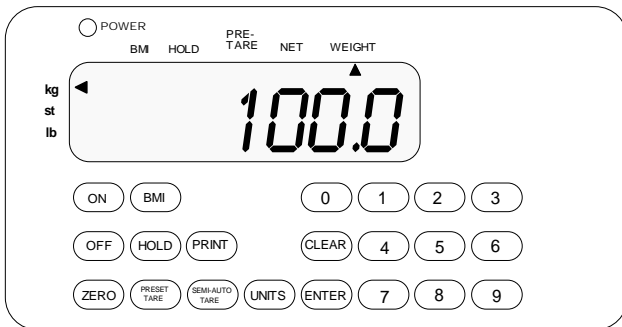 POWER
BMI HOLD PRE-TARE NET WEIGHT
kg
st
lb
100.0
ON BMI 0 1 2 3
OFF HOLD PRINT CLEAR 4 5 6
ZERO PRESET TARE SEMI-AUTO TARE UNITS ENTER 7 8 9